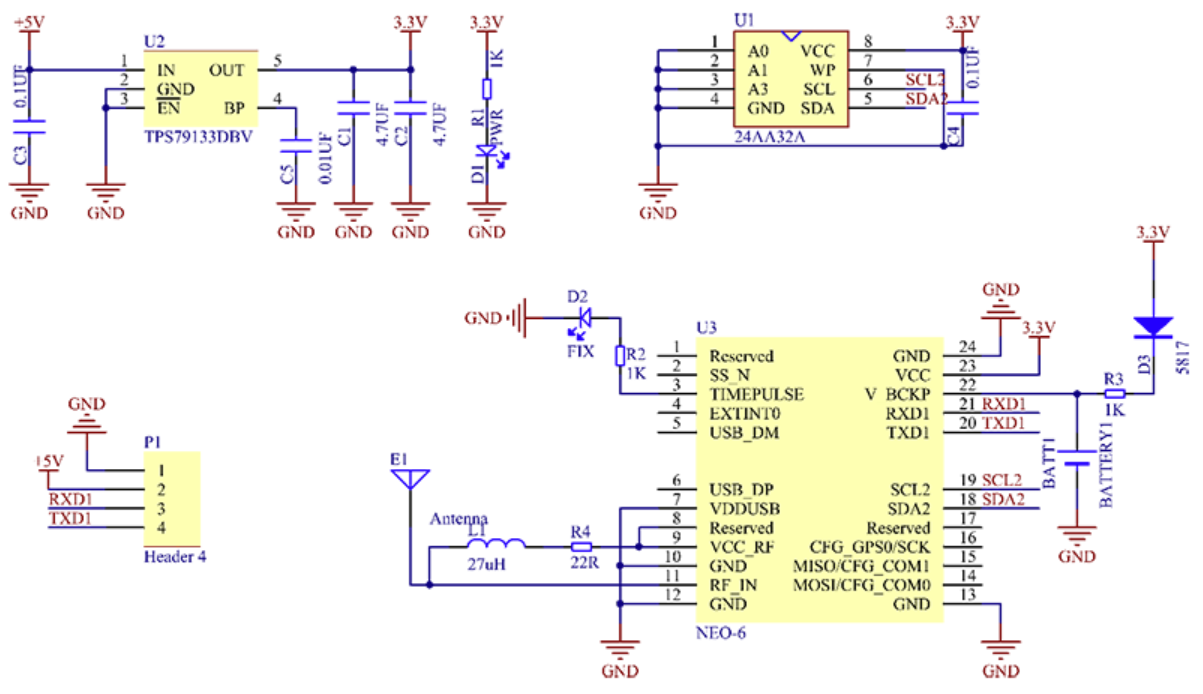 +5V
3.3V
3.3V
U2
0.1UF
1 IN OUT 5
2 GND
3 EN BP 4
TPS79133DBV
C3
C5
0.01UF
C1
4.7UF
C2
4.7UF
1K
R1
PWR
D1
GND
GND
GND
GND
GND
GND
U1
3.3V
1 A0 VCC 8
2 A1 WP 7
3 A3 SCL 6 SCL2
4 GND SDA 5 SDA2
24AA32A
0.1UF
C4
GND
3.3V
D3
5817
GND
D2
FIX
R2
1K
U3
GND
3.3V
1 Reserved GND 24
2 SS_N VCC 23
3 TIMEPULSE V BCKP 22
4 EXTINT0 RXD1 21 RXD1
5 USB_DM TXD1 20 TXD1
6 USB_DP SCL2 19 SCL2
7 VDDUSB SDA2 18 SDA2
8 Reserved Reserved 17
9 VCC_RF CFG_GPS0/SCK 16
10 GND MISO/CFG_COM1 15
11 RF_IN MOSI/CFG_COM0 14
12 GND GND 13
NEO-6
R3
1K
BATT1
BATTERY1
GND
GND
GND
E1
Antenna
L1
27uH
R4
22R
GND
P1
+5V
1
2
RXD1 3
TXD1 4
Header 4